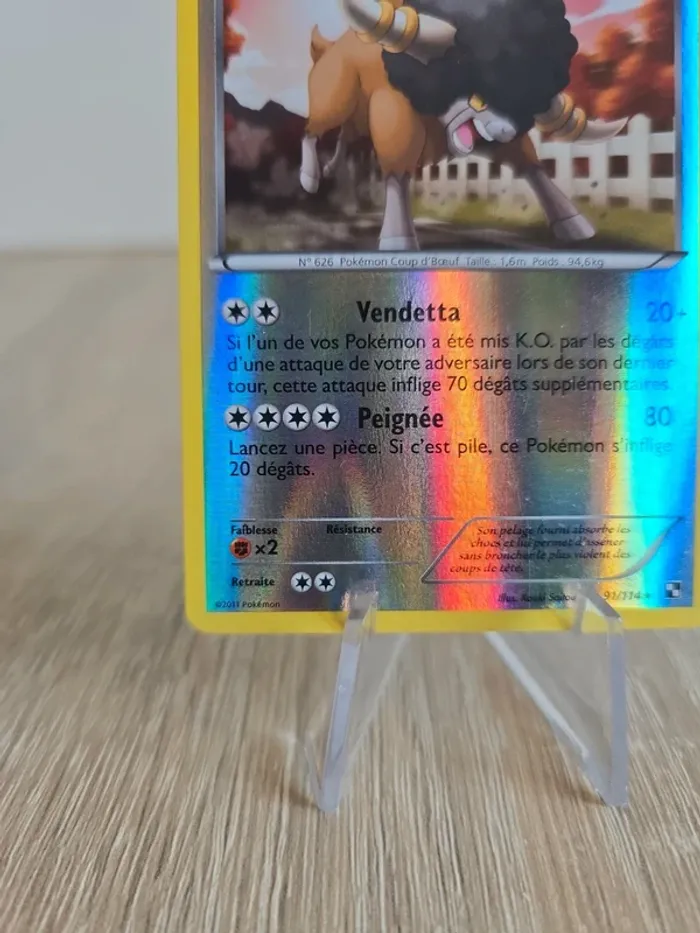 N° 626 Pokémon Coup d'Bœuf Taille : 1,6m Poids : 94,6kg
Vendetta 20+
Si l'un de vos Pokémon a été mis K.O. par les dégâts
d'une attaque de votre adversaire lors de son dernier
tour, cette attaque inflige 70 dégâts supplémentaires.
Peignée 80
Lancez une pièce. Si c'est pile, ce Pokémon s'inflige
20 dégâts.
Faiblesse Résistance
×2
Son pelage fourni absorbe les
chocs et lui permet d'assener
sans broncher le plus violent des
coups de tête.
Retraite
Illus. Kouki Saitou 91/114
©2011 Pokémon